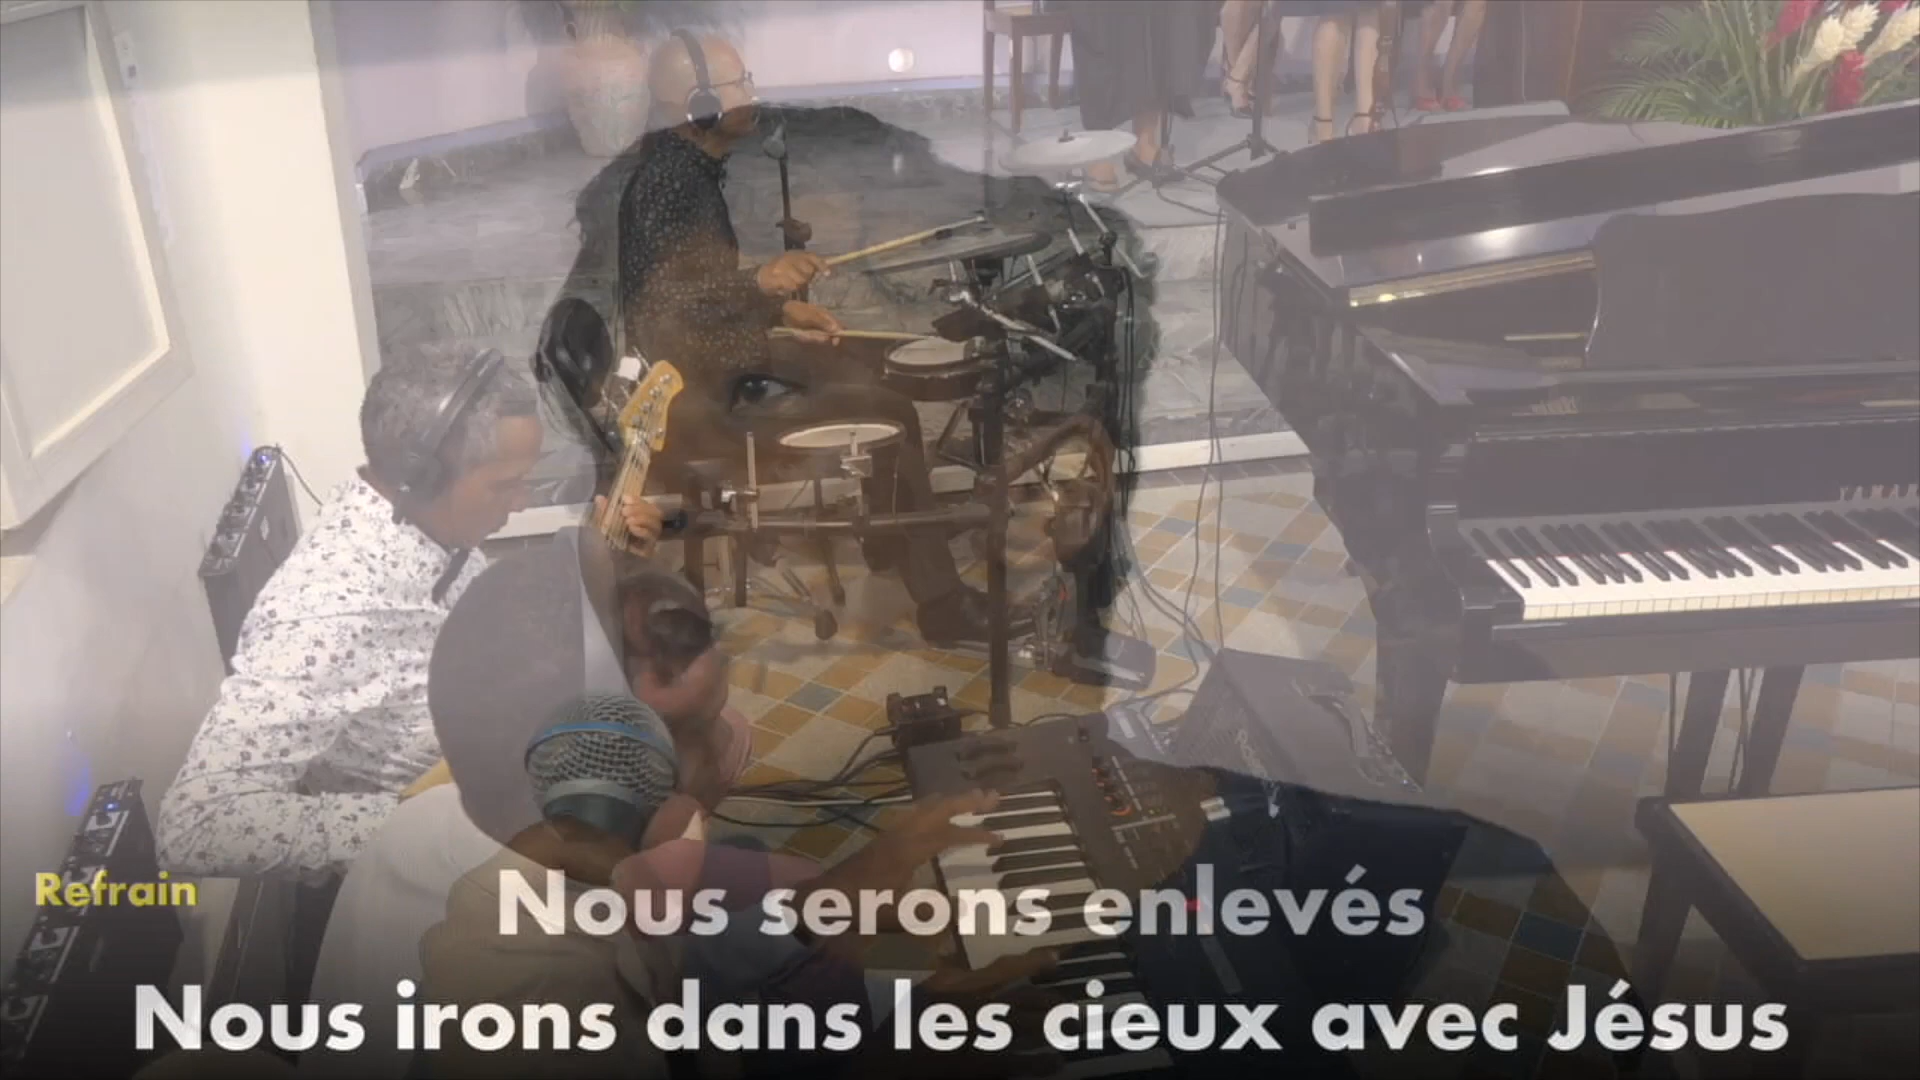 Refrain
Nous serons enlevés
Nous irons dans les cieux avec Jésus